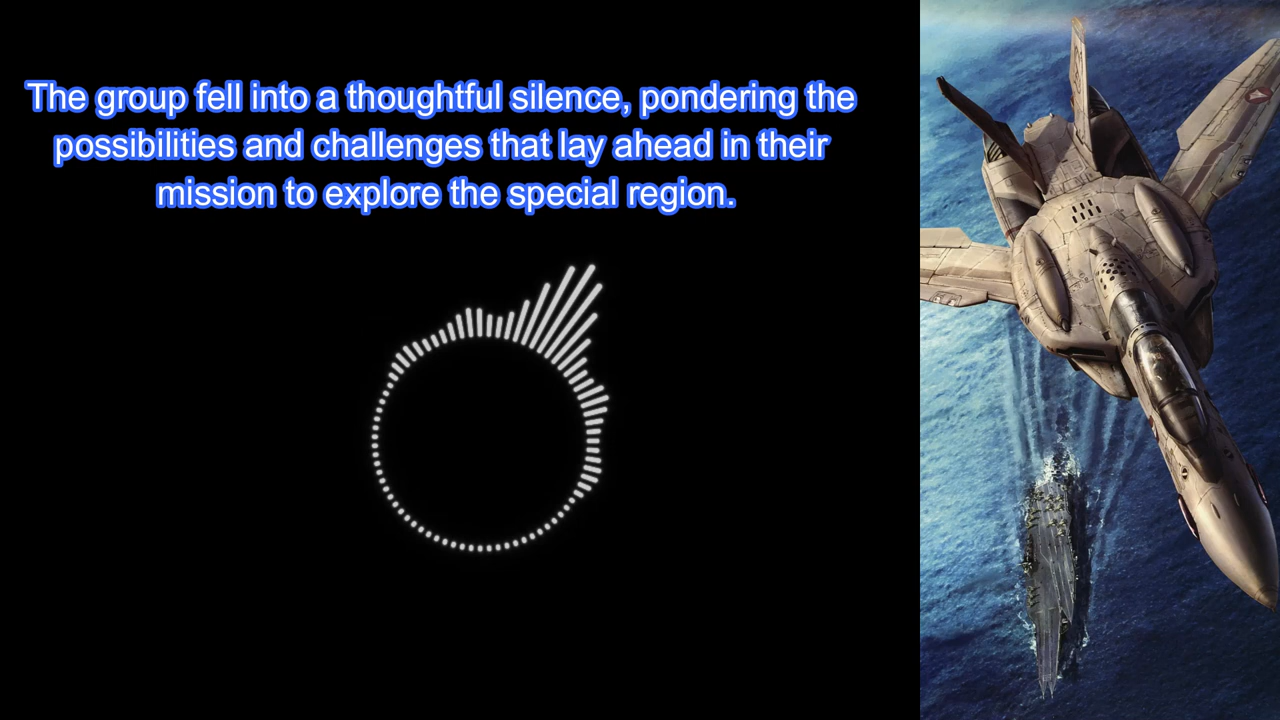 The group fell into a thoughtful silence, pondering the
possibilities and challenges that lay ahead in their
mission to explore the special region.